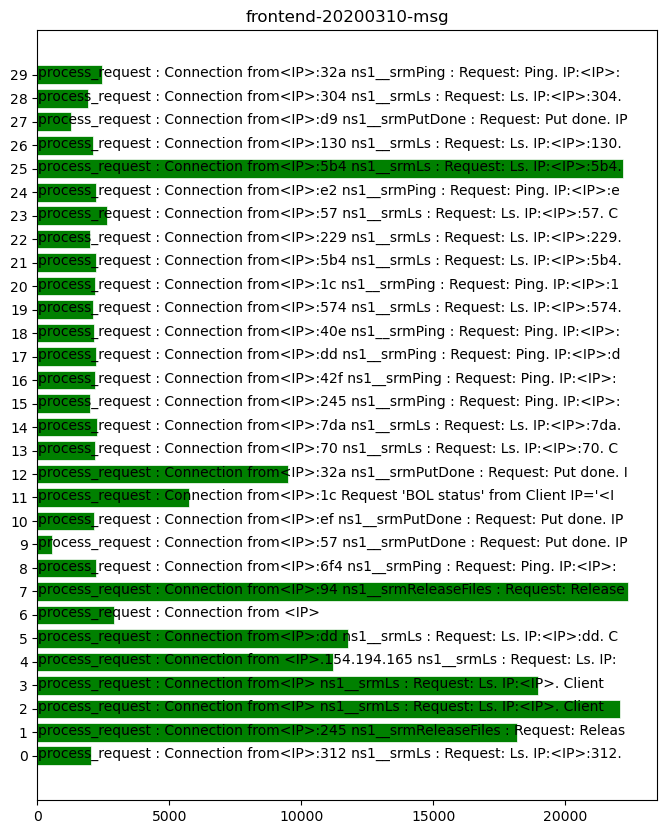 frontend-20200310-msg
29 process_request : Connection from<IP>:32a ns1__srmPing : Request: Ping. IP:<IP>:
28 process_request : Connection from<IP>:304 ns1__srmLs : Request: Ls. IP:<IP>:304.
27 process_request : Connection from<IP>:d9 ns1__srmPutDone : Request: Put done. IP
26 process_request : Connection from<IP>:130 ns1__srmLs : Request: Ls. IP:<IP>:130.
25 process_request : Connection from<IP>:5b4 ns1__srmLs : Request: Ls. IP:<IP>:5b4.
24 process_request : Connection from<IP>:e2 ns1__srmPing : Request: Ping. IP:<IP>:e
23 process_request : Connection from<IP>:57 ns1__srmLs : Request: Ls. IP:<IP>:57. C
22 process_request : Connection from<IP>:229 ns1__srmLs : Request: Ls. IP:<IP>:229.
21 process_request : Connection from<IP>:5b4 ns1__srmLs : Request: Ls. IP:<IP>:5b4.
20 process_request : Connection from<IP>:1c ns1__srmPing : Request: Ping. IP:<IP>:1
19 process_request : Connection from<IP>:574 ns1__srmLs : Request: Ls. IP:<IP>:574.
18 process_request : Connection from<IP>:40e ns1__srmPing : Request: Ping. IP:<IP>:
17 process_request : Connection from<IP>:dd ns1__srmPing : Request: Ping. IP:<IP>:d
16 process_request : Connection from<IP>:42f ns1__srmPing : Request: Ping. IP:<IP>:
15 process_request : Connection from<IP>:245 ns1__srmPing : Request: Ping. IP:<IP>:
14 process_request : Connection from<IP>:7da ns1__srmLs : Request: Ls. IP:<IP>:7da.
13 process_request : Connection from<IP>:70 ns1__srmLs : Request: Ls. IP:<IP>:70. C
12 process_request : Connection from<IP>:32a ns1__srmPutDone : Request: Put done. I
11 process_request : Connection from<IP>:1c Request 'BOL status' from Client IP='<I
10 process_request : Connection from<IP>:ef ns1__srmPutDone : Request: Put done. IP
9 process_request : Connection from<IP>:57 ns1__srmPutDone : Request: Put done. IP
8 process_request : Connection from<IP>:6f4 ns1__srmPing : Request: Ping. IP:<IP>:
7 process_request : Connection from<IP>:94 ns1__srmReleaseFiles : Request: Release
6 process_request : Connection from <IP>
5 process_request : Connection from<IP>:dd ns1__srmLs : Request: Ls. IP:<IP>:dd. C
4 process_request : Connection from <IP>.154.194.165 ns1__srmLs : Request: Ls. IP:
3 process_request : Connection from<IP> ns1__srmLs : Request: Ls. IP:<IP>. Client
2 process_request : Connection from<IP> ns1__srmLs : Request: Ls. IP:<IP>. Client
1 process_request : Connection from<IP>:245 ns1__srmReleaseFiles : Request: Releas
0 process_request : Connection from<IP>:312 ns1__srmLs : Request: Ls. IP:<IP>:312.
0 5000 10000 15000 20000